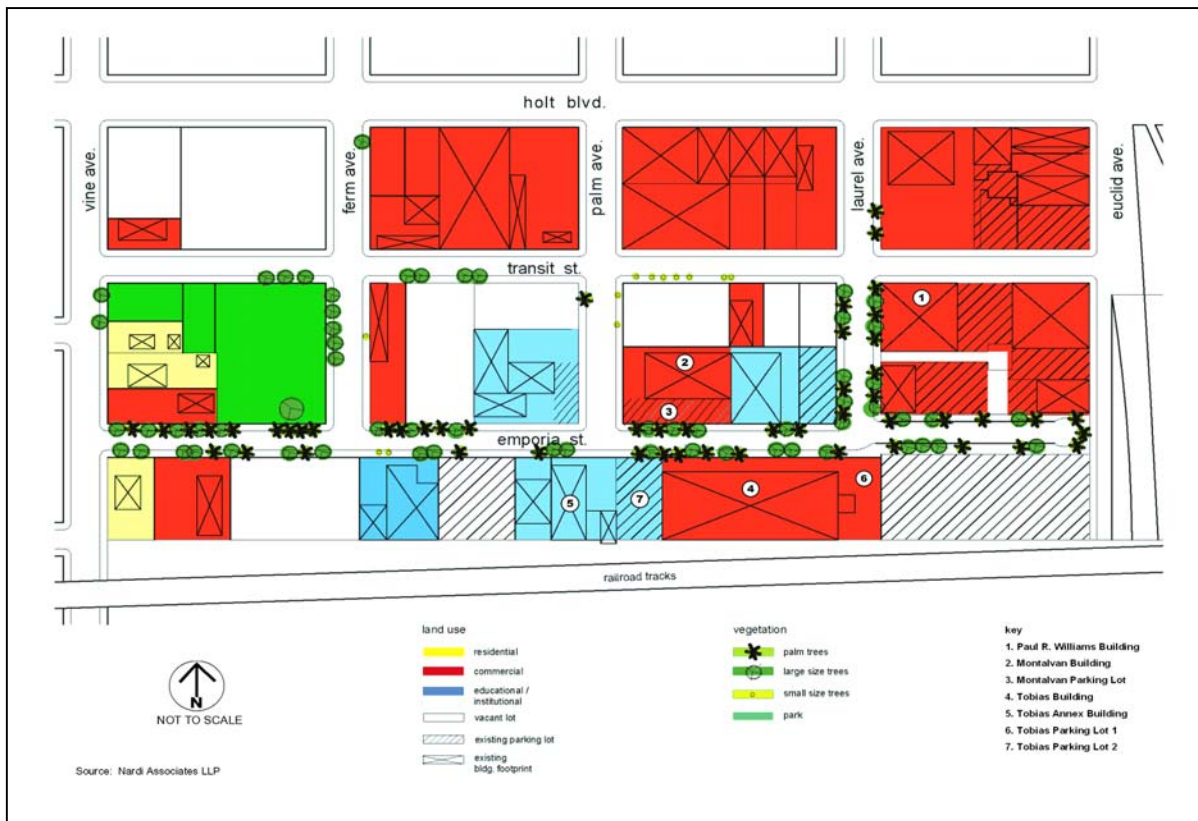 holt blvd.
vine ave.
ferm ave.
palm ave.
laurel ave.
euclid ave.
transit st.
1
2
3
emporia st.
4
5
6
7
railroad tracks
N
NOT TO SCALE
Source: Nardi Associates LLP
land use
residential
commercial
educational /
institutional
vacant lot
existing parking lot
existing
bldg. footprint
vegetation
palm trees
large size trees
small size trees
park
key
1. Paul R. Williams Building
2. Montalvan Building
3. Montalvan Parking Lot
4. Tobias Building
5. Tobias Annex Building
6. Tobias Parking Lot 1
7. Tobias Parking Lot 2